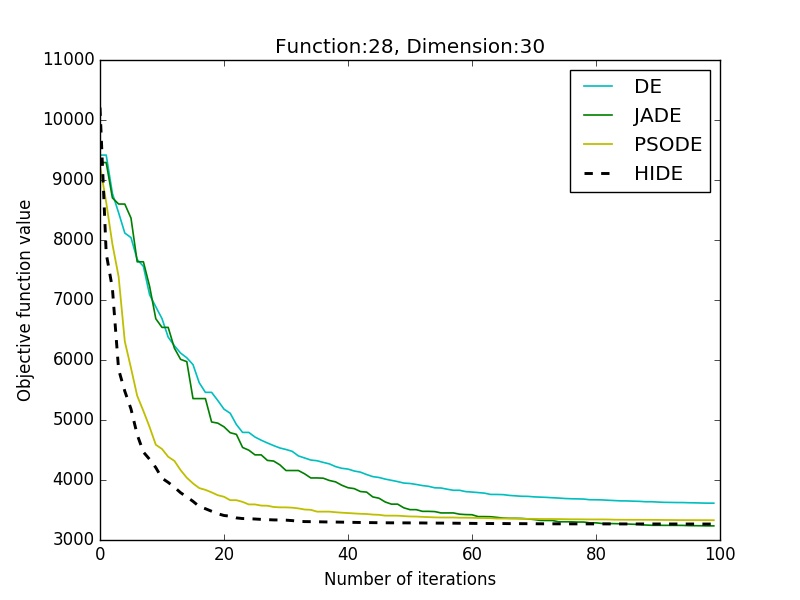 Function:28, Dimension:30
11000
10000
9000
8000
7000
6000
5000
4000
3000
Objective function value
DE
JADE
PSODE
HIDE
0 20 40 60 80 100
Number of iterations